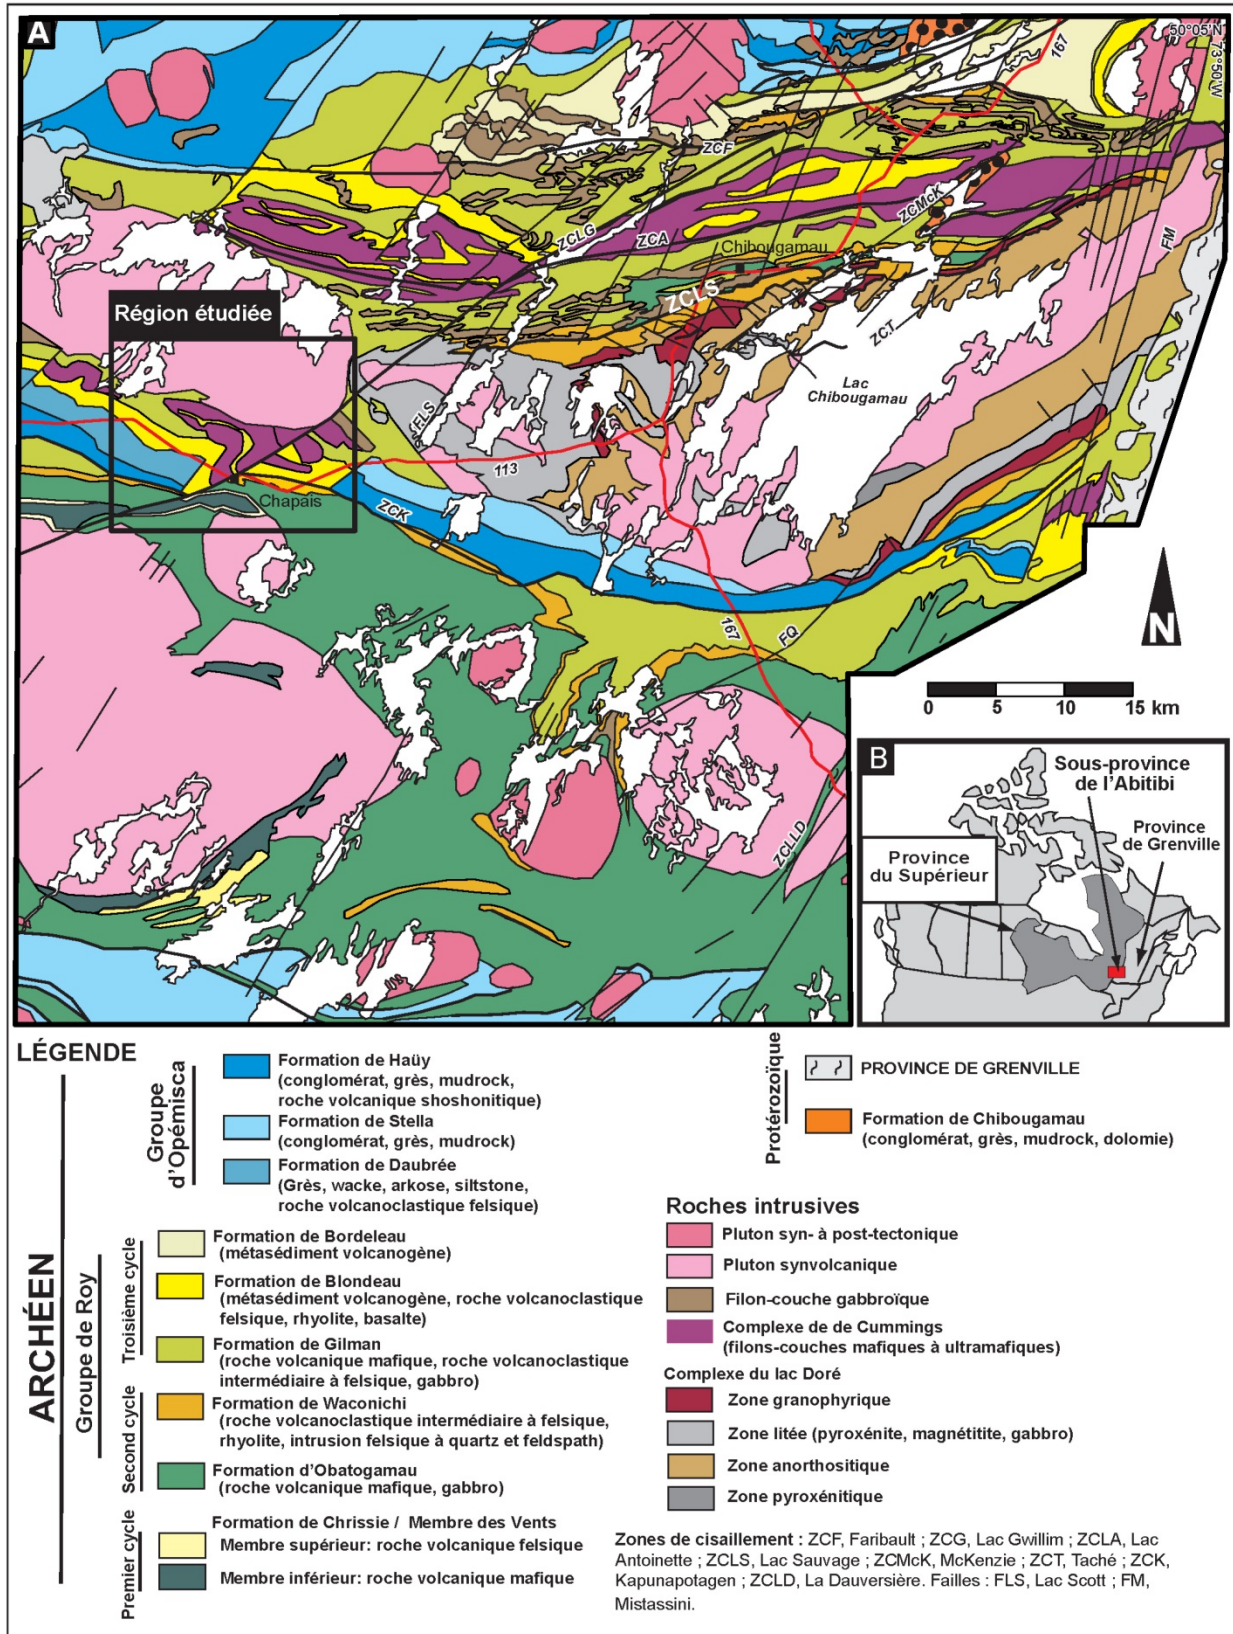 A
50°05'N
73°50'W
167
ZCF
ZCLG
ZCA
ZCMcK
FM
Chibougamau
ZCLS
ZCT
Région étudiée
Lac
Chibougamau
FLS
113
Chapais
ZCK
167
FQ
ZCLLD
N
0 5 10 15 km
B
Sous-province
de l'Abitibi
Province
de Grenville
Province
du Supérieur
LÉGENDE
ARCHÉEN
Groupe
d'Opémisca
Formation de Haüy
(conglomérat, grès, mudrock,
roche volcanique shoshonitique)
Formation de Stella
(conglomérat, grès, mudrock)
Formation de Daubrée
(Grès, wacke, arkose, siltstone,
roche volcanoclastique felsique)
Groupe de Roy
Troisième cycle
Formation de Bordeleau
(métasédiment volcanogène)
Formation de Blondeau
(métasédiment volcanogène, roche volcanoclastique
felsique, rhyolite, basalte)
Formation de Gilman
(roche volcanique mafique, roche volcanoclastique
intermédiaire à felsique, gabbro)
Second cycle
Formation de Waconichi
(roche volcanoclastique intermédiaire à felsique,
rhyolite, intrusion felsique à quartz et feldspath)
Formation d'Obatogamau
(roche volcanique mafique, gabbro)
Premier cycle
Formation de Chrissie / Membre des Vents
Membre supérieur: roche volcanique felsique
Membre inférieur: roche volcanique mafique
Protérozoïque
PROVINCE DE GRENVILLE
Formation de Chibougamau
(conglomérat, grès, mudrock, dolomie)
Roches intrusives
Pluton syn- à post-tectonique
Pluton synvolcanique
Filon-couche gabbroïque
Complexe de de Cummings
(filons-couches mafiques à ultramafiques)
Complexe du lac Doré
Zone granophyrique
Zone litée (pyroxénite, magnétitite, gabbro)
Zone anorthositique
Zone pyroxénitique
Zones de cisaillement : ZCF, Faribault ; ZCG, Lac Gwillim ; ZCLA, Lac
Antoinette ; ZCLS, Lac Sauvage ; ZCMcK, McKenzie ; ZCT, Taché ; ZCK,
Kapunapotagen ; ZCLD, La Dauversière. Failles : FLS, Lac Scott ; FM,
Mistassini.